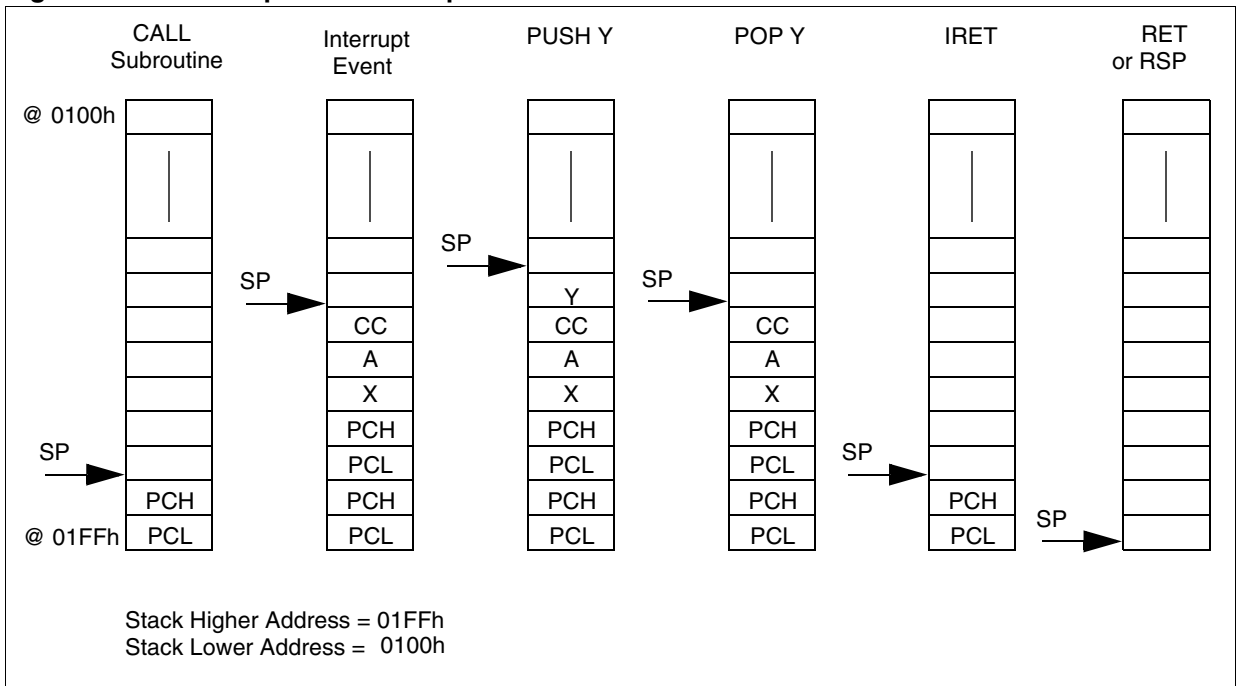 CALL
Subroutine
Interrupt
Event
PUSH Y
POP Y
IRET
RET
or RSP
@ 0100h
SP
PCH
@ 01FFh PCL
SP
CC
A
X
PCH
PCL
PCH
PCL
SP
Y
CC
A
X
PCH
PCL
PCH
PCL
SP
CC
A
X
PCH
PCL
PCH
PCL
SP
PCH
PCL
SP
Stack Higher Address = 01FFh
Stack Lower Address = 0100h